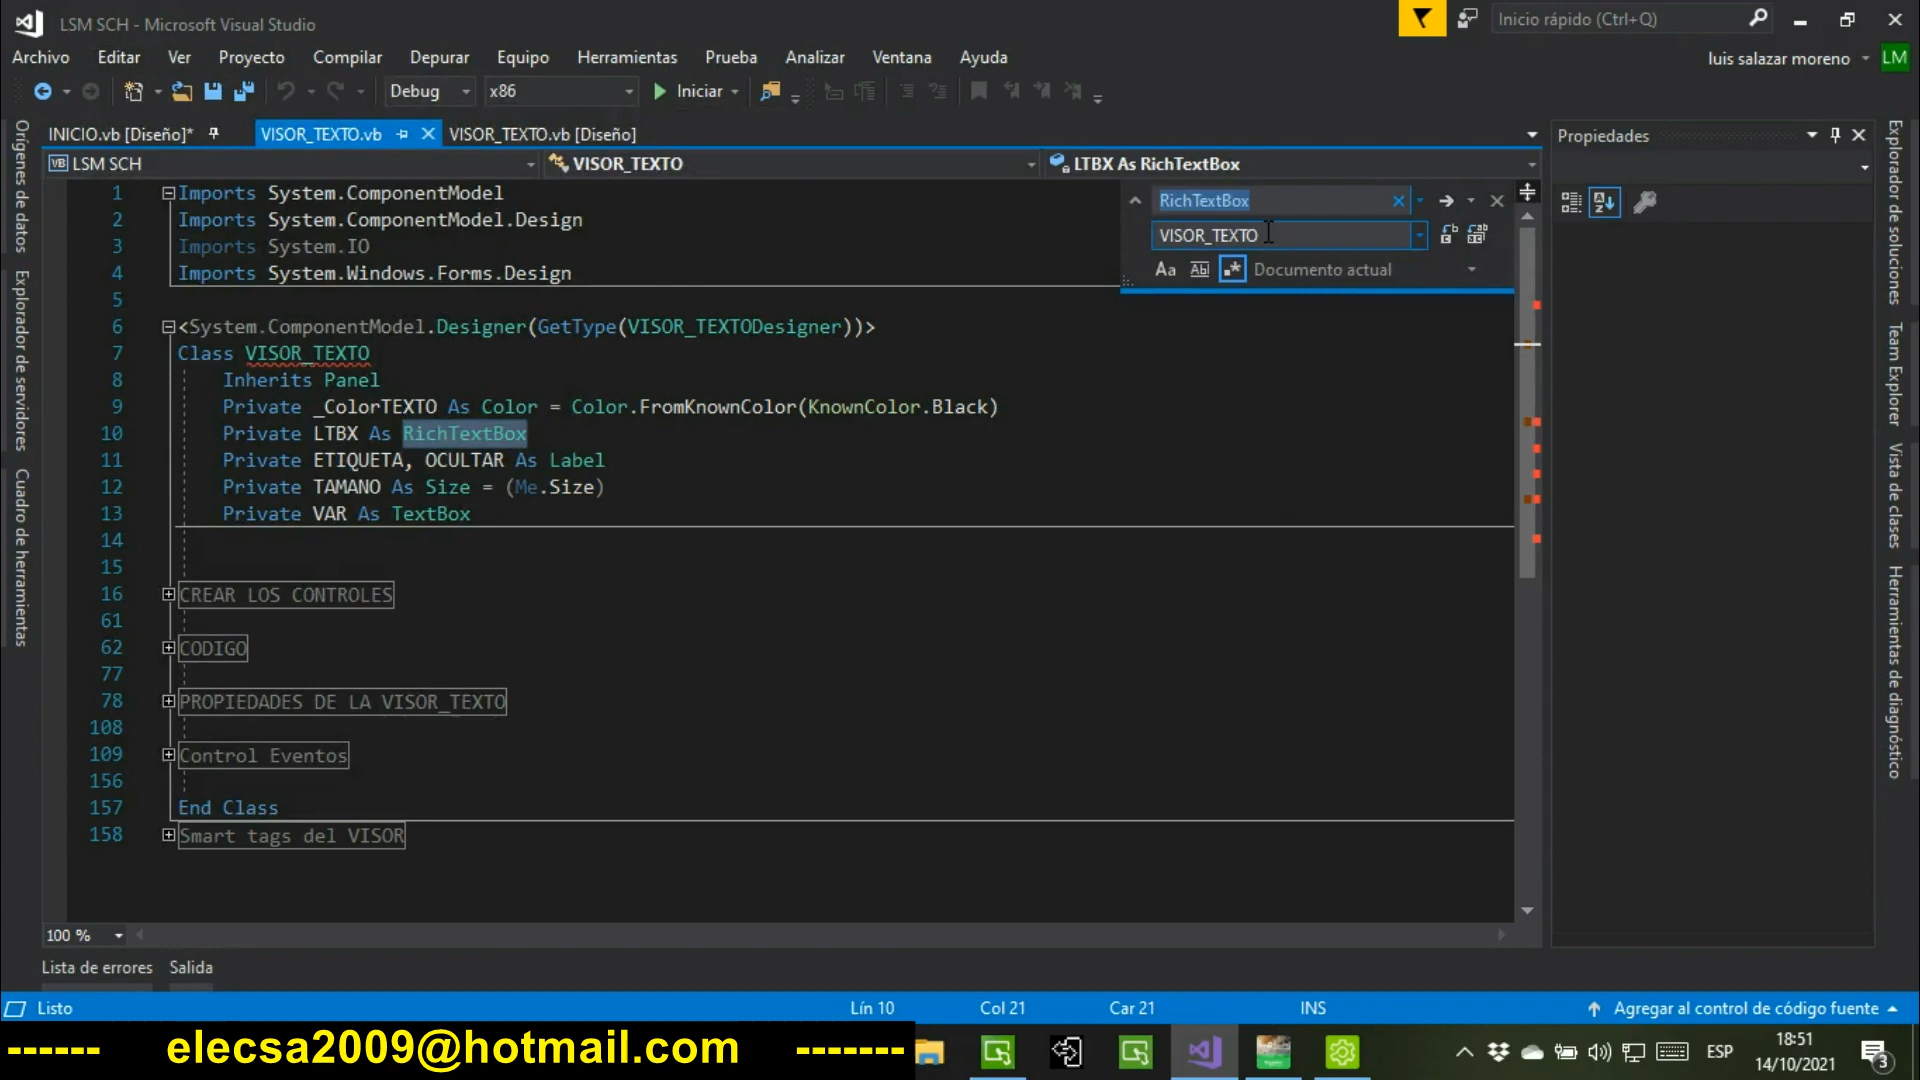 LSM SCH - Microsoft Visual Studio
Inicio rápido (Ctrl+Q)
Archivo Editar Ver Proyecto Compilar Depurar Equipo Herramientas Prueba Analizar Ventana Ayuda
luis salazar moreno LM
Debug x86 Iniciar
INICIO.vb [Diseño]* VISOR_TEXTO.vb VISOR_TEXTO.vb [Diseño]
Propiedades
VB LSM SCH VISOR_TEXTO LTBX As RichTextBox
Orígenes de datos
Explorador de servidores
Cuadro de herramientas
1 Imports System.ComponentModel
2 Imports System.ComponentModel.Design
3 Imports System.IO
4 Imports System.Windows.Forms.Design
5
6 <System.ComponentModel.Designer(GetType(VISOR_TEXTODesigner))>
7 Class VISOR_TEXTO
8 Inherits Panel
9 Private _ColorTEXTO As Color = Color.FromKnownColor(KnownColor.Black)
10 Private LTBX As RichTextBox
11 Private ETIQUETA, OCULTAR As Label
12 Private TAMANO As Size = (Me.Size)
13 Private VAR As TextBox
14
15
16 CREAR LOS CONTROLES
61
62 CODIGO
77
78 PROPIEDADES DE LA VISOR_TEXTO
108
109 Control Eventos
156
157 End Class
158 Smart tags del VISOR
RichTextBox
VISOR_TEXTO
Aa Ab .* Documento actual
Explorador de soluciones
Team Explorer
Vista de clases
Herramientas de diagnóstico
100 %
Lista de errores Salida
Listo Lín 10 Col 21 Car 21 INS Agregar al control de código fuente
------ elecsa2009@hotmail.com -------
ESP
18:51
14/10/2021
3